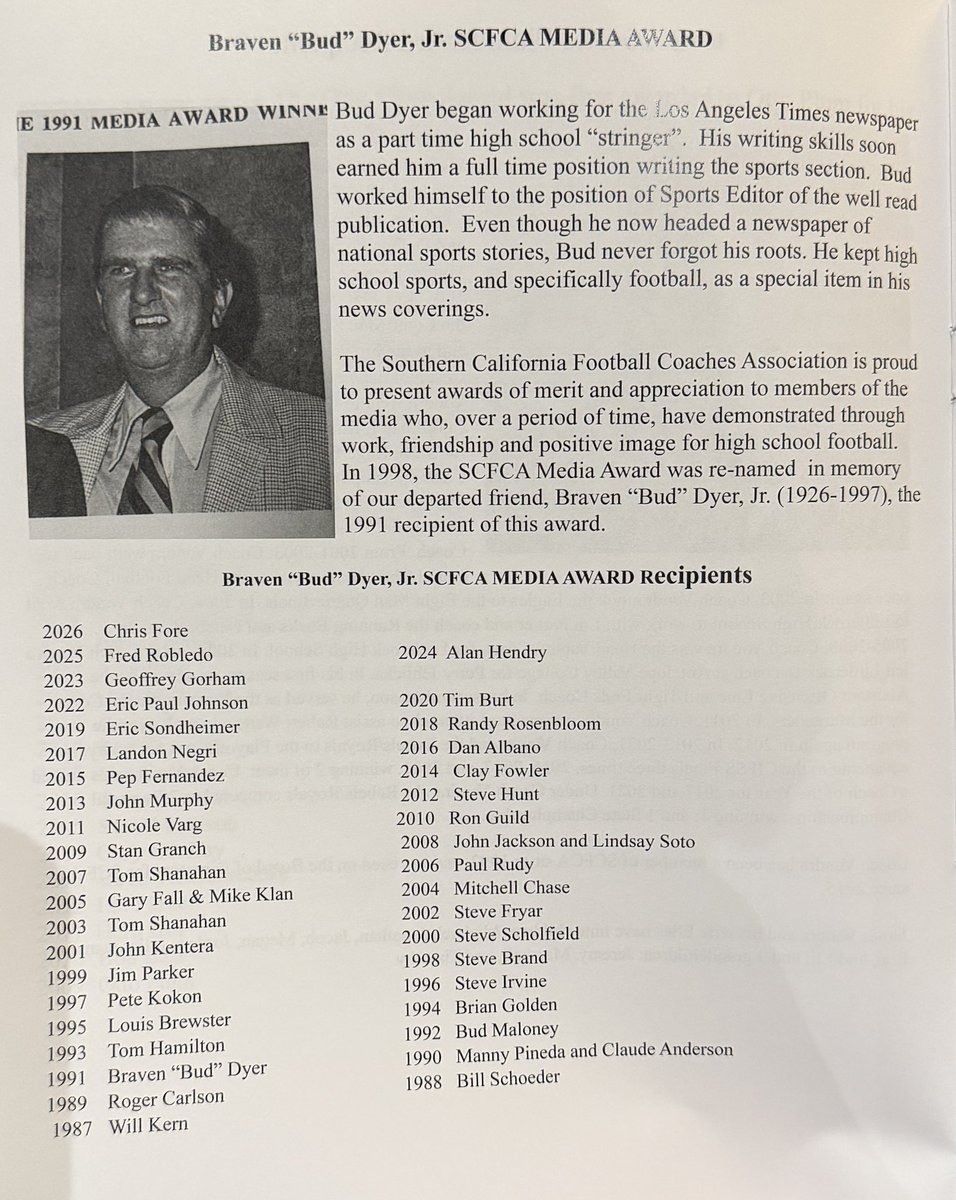 Braven “Bud” Dyer, Jr. SCFCA MEDIA AWARD
E 1991 MEDIA AWARD WINNE
Bud Dyer began working for the Los Angeles Times newspaper
as a part time high school “stringer”. His writing skills soon
earned him a full time position writing the sports section. Bud
worked himself to the position of Sports Editor of the well read
publication. Even though he now headed a newspaper of
national sports stories, Bud never forgot his roots. He kept high
school sports, and specifically football, as a special item in his
news coverings.
The Southern California Football Coaches Association is proud
to present awards of merit and appreciation to members of the
media who, over a period of time, have demonstrated through
work, friendship and positive image for high school football.
In 1998, the SCFCA Media Award was re-named in memory
of our departed friend, Braven “Bud” Dyer, Jr. (1926-1997), the
1991 recipient of this award.
Braven “Bud” Dyer, Jr. SCFCA MEDIA AWARD Recipients
2026 Chris Fore
2025 Fred Robledo
2023 Geoffrey Gorham
2022 Eric Paul Johnson
2019 Eric Sondheimer
2017 Landon Negri
2015 Pep Fernandez
2013 John Murphy
2011 Nicole Varg
2009 Stan Granch
2007 Tom Shanahan
2005 Gary Fall & Mike Klan
2003 Tom Shanahan
2001 John Kentera
1999 Jim Parker
1997 Pete Kokon
1995 Louis Brewster
1993 Tom Hamilton
1991 Braven “Bud” Dyer
1989 Roger Carlson
1987 Will Kern
2024 Alan Hendry
2020 Tim Burt
2018 Randy Rosenbloom
2016 Dan Albano
2014 Clay Fowler
2012 Steve Hunt
2010 Ron Guild
2008 John Jackson and Lindsay Soto
2006 Paul Rudy
2004 Mitchell Chase
2002 Steve Fryar
2000 Steve Scholfield
1998 Steve Brand
1996 Steve Irvine
1994 Brian Golden
1992 Bud Maloney
1990 Manny Pineda and Claude Anderson
1988 Bill Schoeder